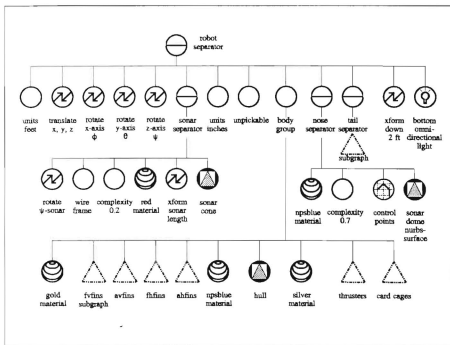 robot
separator
units
feet
translate
x, y, z
rotate
x-axis
φ
rotate
y-axis
θ
rotate
z-axis
ψ
sonar
separator
units
inches
unpickable
body
group
nose
separator
tail
separator
xform
down
2 ft
bottom
omni-
directional
light
subgraph
rotate
ψ-sonar
wire
frame
complexity
0.2
red
material
xform
sonar
length
sonar
cone
npsblue
material
complexity
0.7
control
points
sonar
dome
nurbs-
surface
gold
material
fvfins
subgraph
avfins
fhfins
ahfins
npsblue
material
hull
silver
material
thrusters
card cages